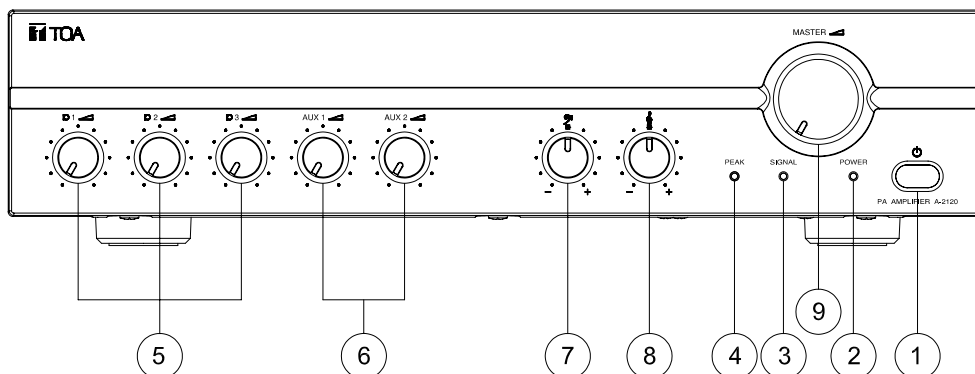 TOA
MASTER
1
2
3
AUX 1
AUX 2
PEAK
SIGNAL
POWER
- +
- +
PA AMPLIFIER A-2120
9
5
6
7
8
4
3
2
1